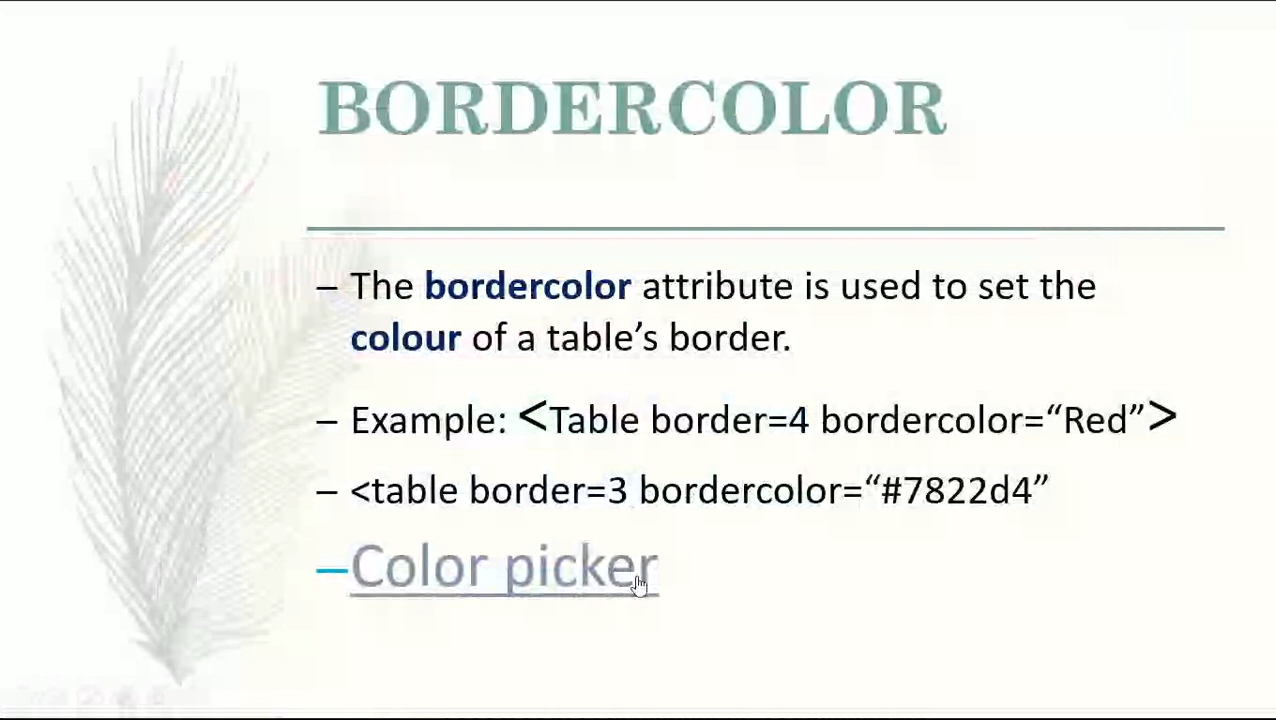 BORDERCOLOR
– The bordercolor attribute is used to set the
colour of a table’s border.
– Example: <Table border=4 bordercolor=“Red”>
– <table border=3 bordercolor=“#7822d4”
–Color picker